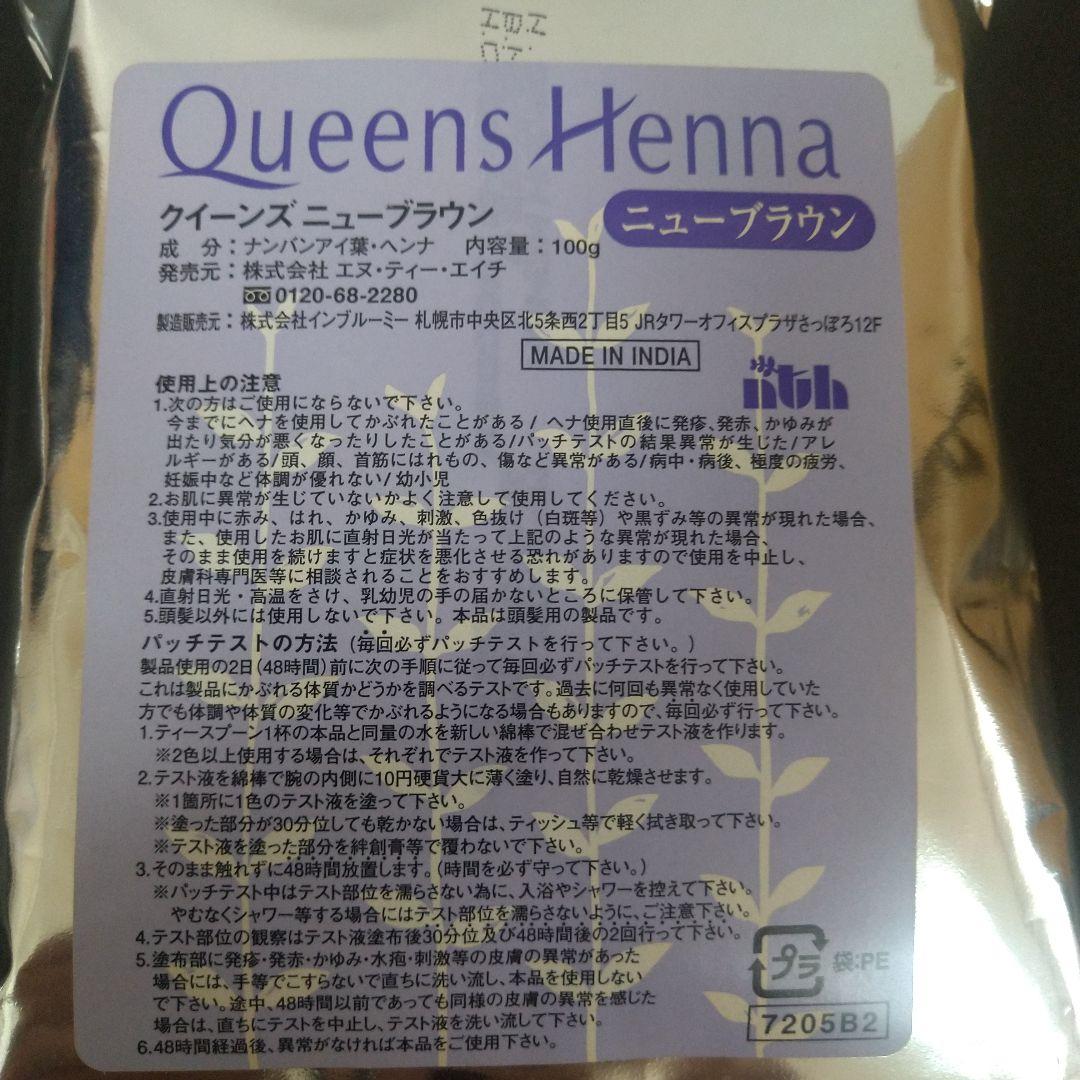 Queens Henna
クイーンズ ニューブラウン
ニューブラウン
成 分：ナンバンアイ葉・ヘンナ 内容量：100g
発売元：株式会社 エヌ・ティー・エイチ
0120-68-2280
製造販売元：株式会社インブルーミー 札幌市中央区北5条西2丁目5 JRタワーオフィスプラザさっぽろ12F
MADE IN INDIA
nth
使用上の注意
1.次の方はご使用にならないで下さい。
今までにヘナを使用してかぶれたことがある / ヘナ使用直後に発疹、発赤、かゆみが
出たり気分が悪くなったりしたことがある/パッチテストの結果異常が生じた/アレ
ルギーがある/頭、顔、首筋にはれもの、傷など異常がある/病中・病後、極度の疲労、
妊娠中など体調が優れない/ 幼小児
2.お肌に異常が生じていないかよく注意して使用してください。
3.使用中に赤み、はれ、かゆみ、刺激、色抜け（白斑等）や黒ずみ等の異常が現れた場合、
また、使用したお肌に直射日光が当たって上記のような異常が現れた場合、
そのまま使用を続けますと症状を悪化させる恐れがありますので使用を中止し、
皮膚科専門医等に相談されることをおすすめします。
4.直射日光・高温をさけ、乳幼児の手の届かないところに保管して下さい。
5.頭髪以外には使用しないで下さい。本品は頭髪用の製品です。
パッチテストの方法（毎回必ずパッチテストを行って下さい。）
製品使用の2日（48時間）前に次の手順に従って毎回必ずパッチテストを行って下さい。
これは製品にかぶれる体質かどうかを調べるテストです。過去に何回も異常なく使用していた
方でも体調や体質の変化等でかぶれるようになる場合もありますので、毎回必ず行って下さい。
1.ティースプーン1杯の本品と同量の水を新しい綿棒で混ぜ合わせテスト液を作ります。
※2色以上使用する場合は、それぞれでテスト液を作って下さい。
2.テスト液を綿棒で腕の内側に10円硬貨大に薄く塗り、自然に乾燥させます。
※1箇所に1色のテスト液を塗って下さい。
※塗った部分が30分位しても乾かない場合は、ティッシュ等で軽く拭き取って下さい。
※テスト液を塗った部分を絆創膏等で覆わないで下さい。
3.そのまま触れずに48時間放置します。（時間を必ず守って下さい。）
※パッチテスト中はテスト部位を濡らさない為に、入浴やシャワーを控えて下さい。
やむなくシャワー等する場合にはテスト部位を濡らさないように、ご注意下さい。
4.テスト部位の観察はテスト液塗布後30分位及び48時間後の2回行って下さい。
5.塗布部に発疹・発赤・かゆみ・水疱・刺激等の皮膚の異常があった
場合には、手等でこすらないで直ちに洗い流し、本品を使用しない
で下さい。途中、48時間以前であっても同様の皮膚の異常を感じた
場合は、直ちにテストを中止し、テスト液を洗い流して下さい。
6.48時間経過後、異常がなければ本品をご使用下さい。
プラ 袋:PE
7205B2